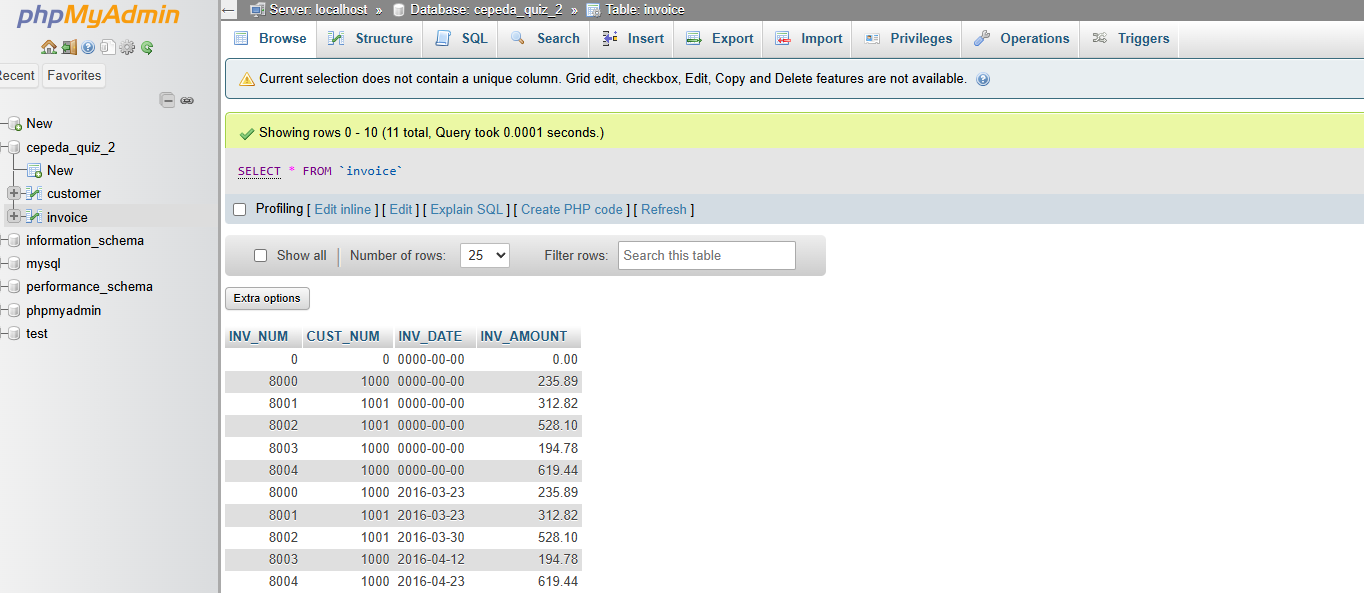 phpMyAdmin
Recent Favorites
New
cepeda_quiz_2
New
customer
invoice
information_schema
mysql
performance_schema
phpmyadmin
test
Server: localhost » Database: cepeda_quiz_2 » Table: invoice
Browse Structure SQL Search Insert Export Import Privileges Operations Triggers
Current selection does not contain a unique column. Grid edit, checkbox, Edit, Copy and Delete features are not available.
Showing rows 0 - 10 (11 total, Query took 0.0001 seconds.)
SELECT * FROM `invoice`
Profiling [ Edit inline ] [ Edit ] [ Explain SQL ] [ Create PHP code ] [ Refresh ]
Show all Number of rows: 25 Filter rows: Search this table
Extra options
INV_NUM CUST_NUM INV_DATE INV_AMOUNT
0 0 0000-00-00 0.00
8000 1000 0000-00-00 235.89
8001 1001 0000-00-00 312.82
8002 1001 0000-00-00 528.10
8003 1000 0000-00-00 194.78
8004 1000 0000-00-00 619.44
8000 1000 2016-03-23 235.89
8001 1001 2016-03-23 312.82
8002 1001 2016-03-30 528.10
8003 1000 2016-04-12 194.78
8004 1000 2016-04-23 619.44